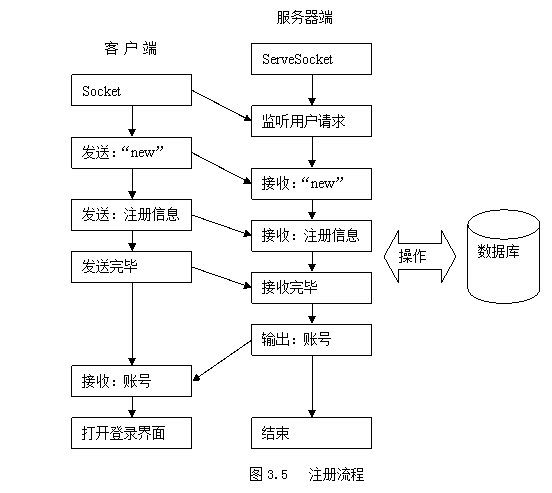 服务器端
客户端
ServeSocket
Socket
监听用户请求
发送：“new”
接收：“new”
发送：注册信息
接收：注册信息
操作
数据库
发送完毕
接收完毕
输出：账号
接收：账号
打开登录界面
结束
图 3.5 注册流程